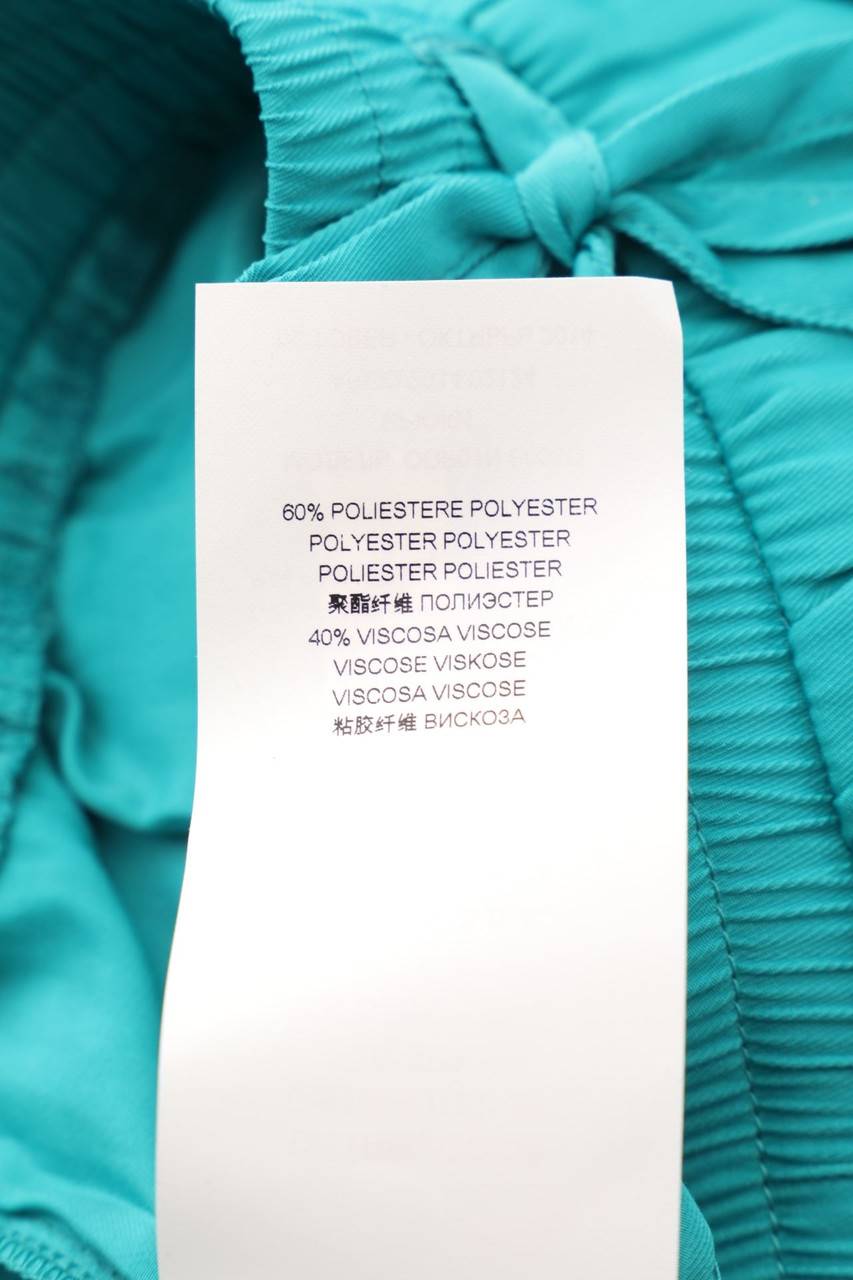 60% POLIESTERE POLYESTER
POLYESTER POLYESTER
POLIESTER POLIESTER
聚酯纤维 ПОЛИЭСТЕР
40% VISCOSA VISCOSE
VISCOSE VISKOSE
VISCOSA VISCOSE
粘胶纤维 ВИСКОЗА